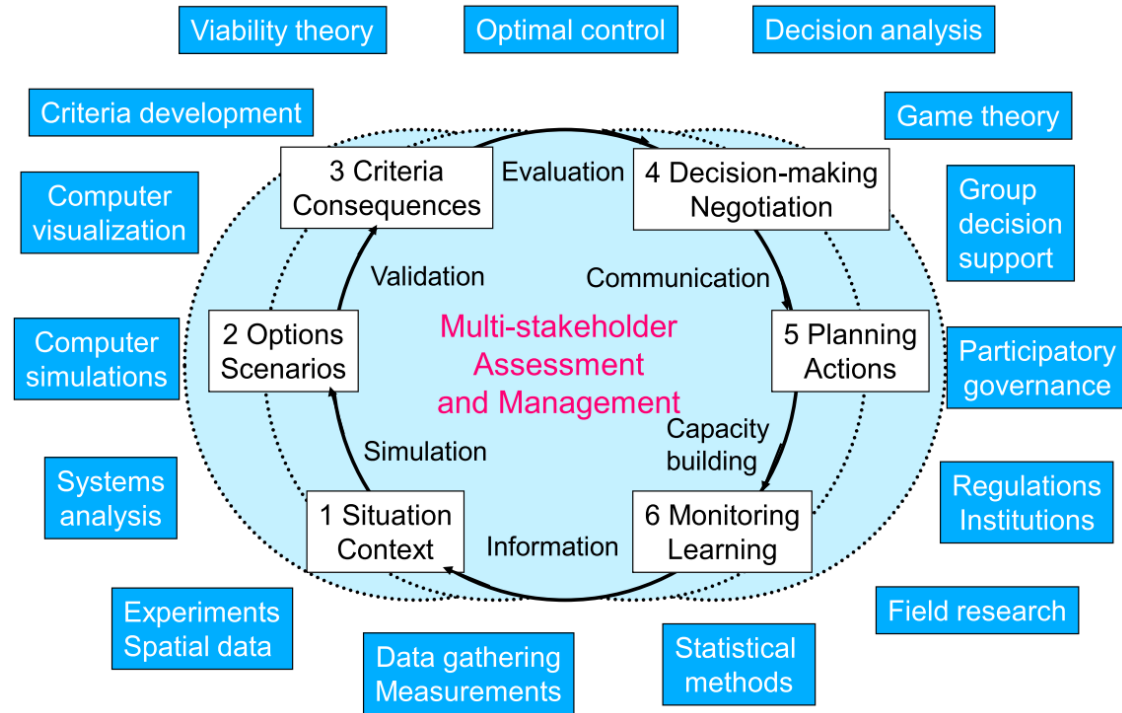 Viability theory
Optimal control
Decision analysis
Criteria development
Game theory
3 Criteria
Consequences
Evaluation
4 Decision-making
Negotiation
Computer
visualization
Group
decision
support
Validation
Communication
2 Options
Scenarios
Multi-stakeholder
Assessment
and Management
5 Planning
Actions
Computer
simulations
Participatory
governance
Simulation
Capacity
building
Systems
analysis
Regulations
Institutions
1 Situation
Context
Information
6 Monitoring
Learning
Experiments
Spatial data
Field research
Data gathering
Measurements
Statistical
methods